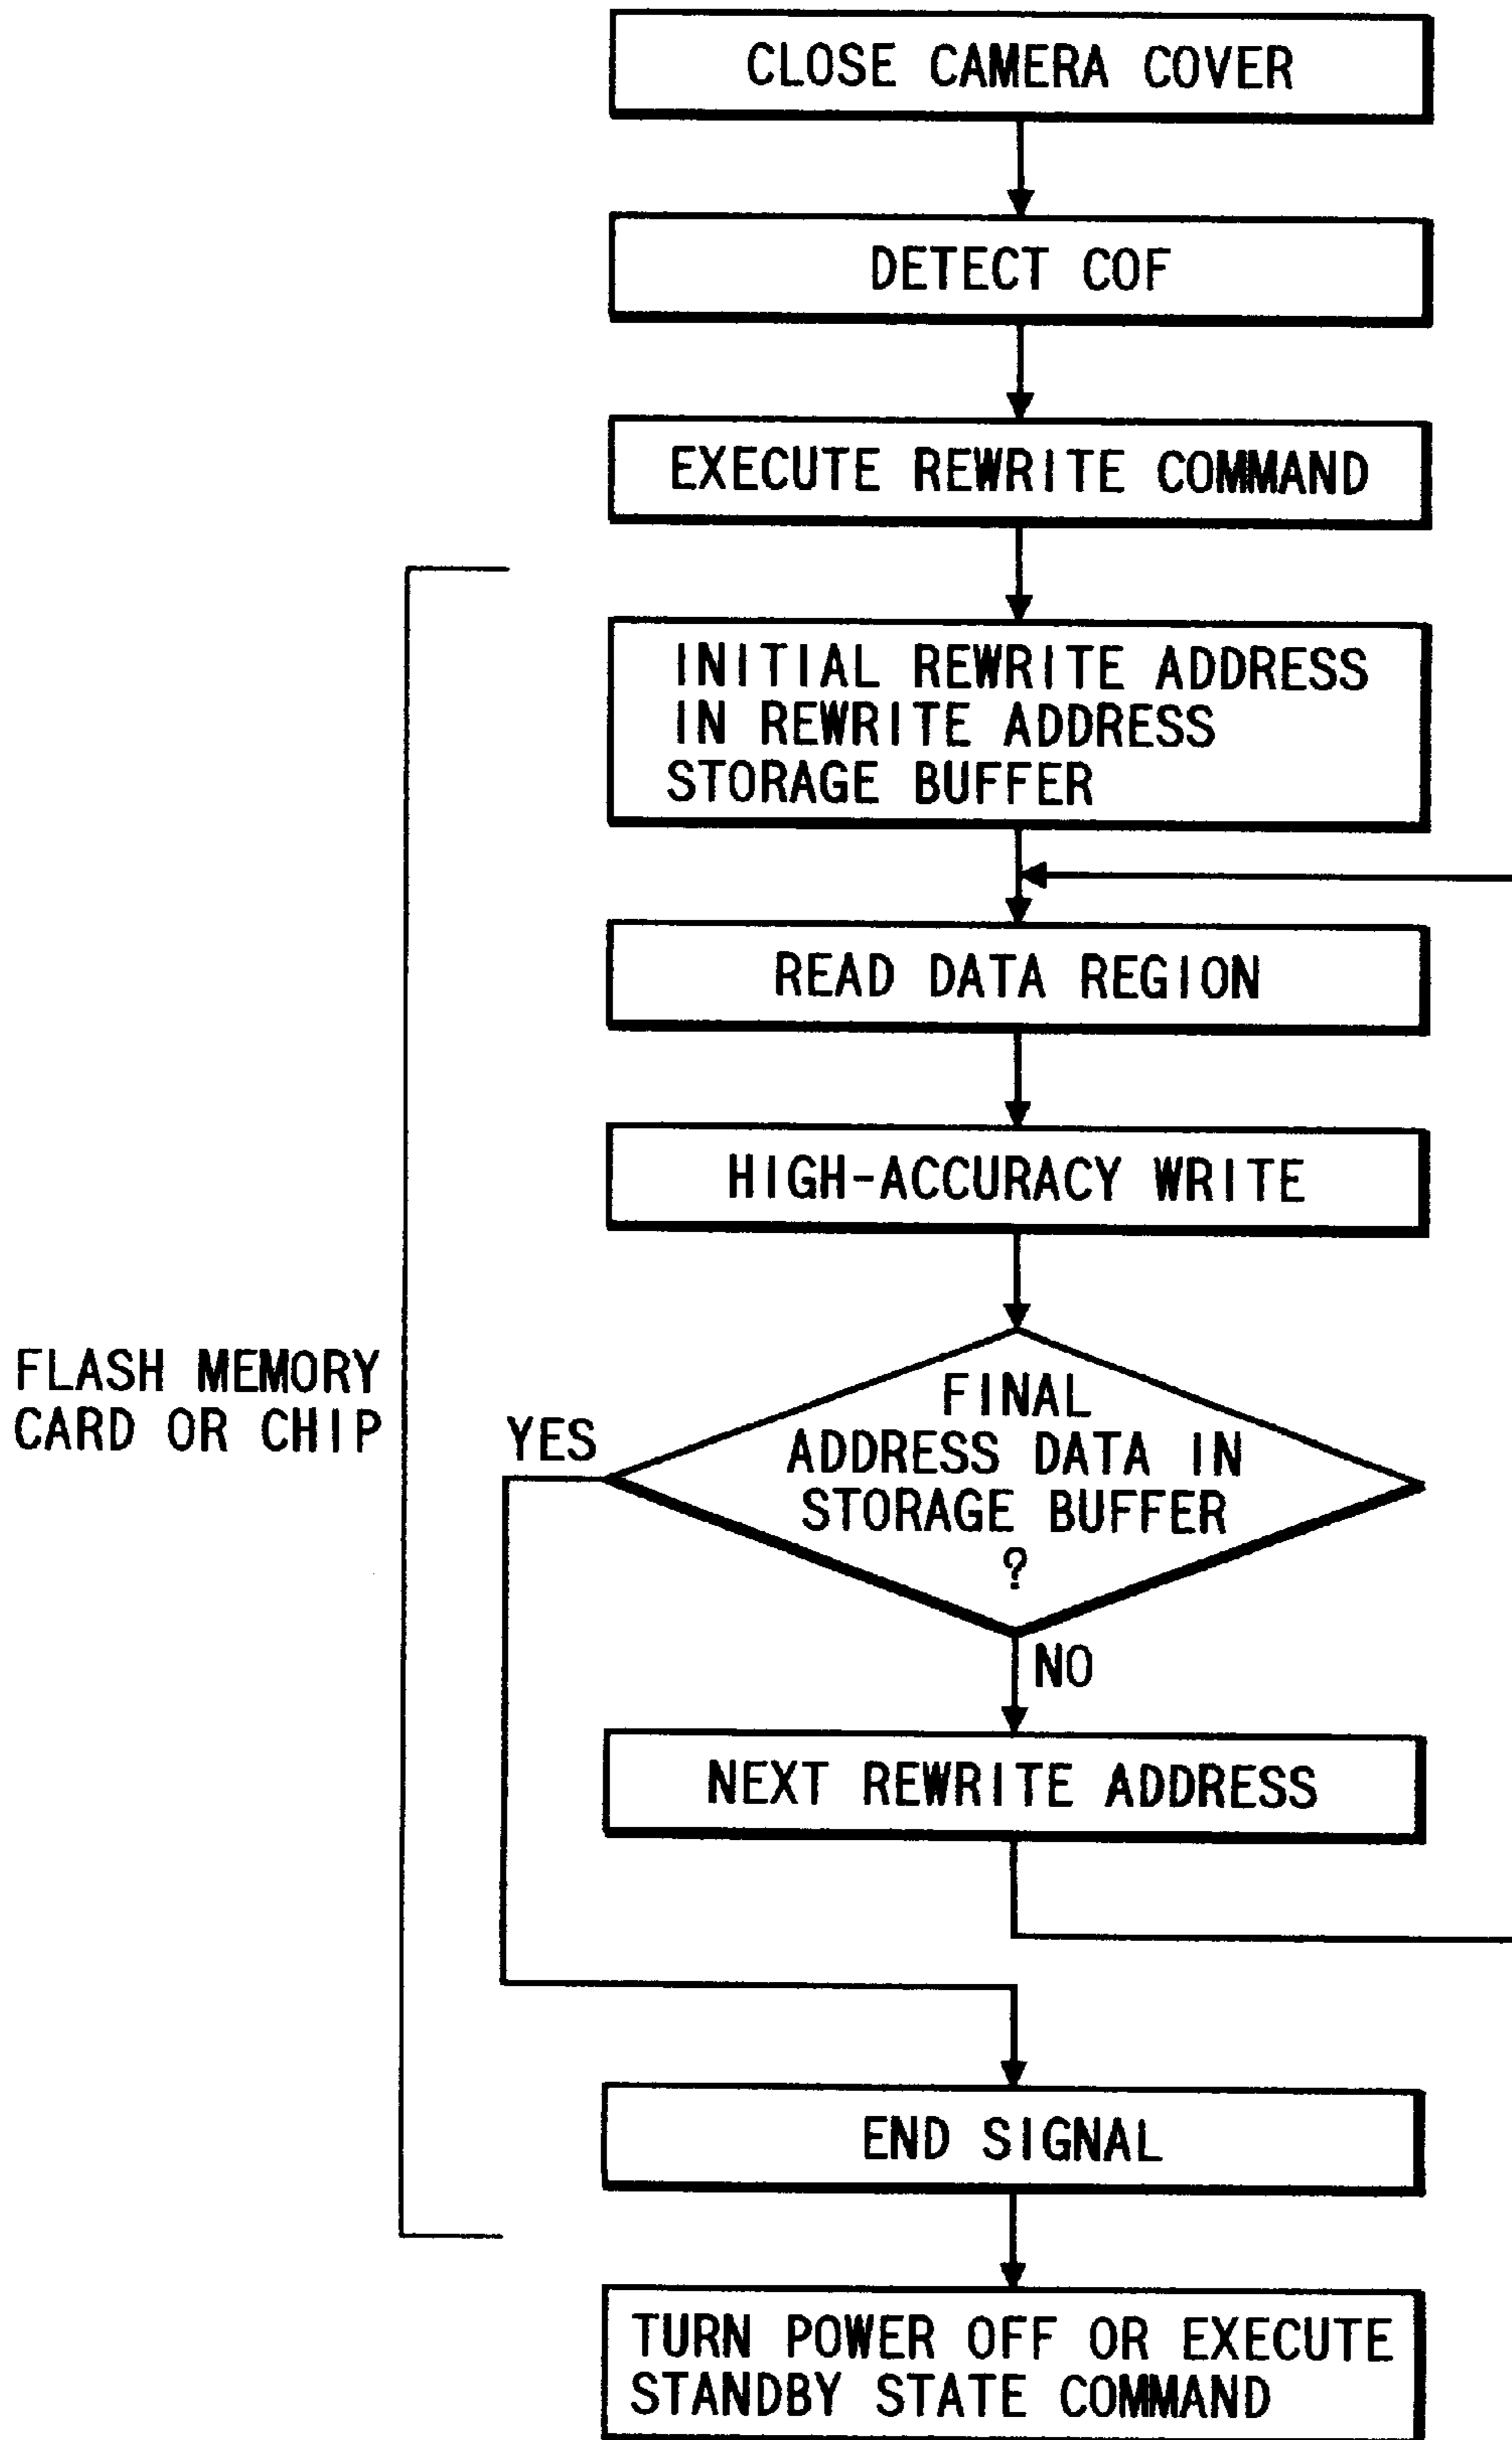 CLOSE CAMERA COVER
DETECT COF
EXECUTE REWRITE COMMAND
INITIAL REWRITE ADDRESS
IN REWRITE ADDRESS
STORAGE BUFFER
READ DATA REGION
HIGH-ACCURACY WRITE
FLASH MEMORY
CARD OR CHIP
YES
FINAL
ADDRESS DATA IN
STORAGE BUFFER
?
NO
NEXT REWRITE ADDRESS
END SIGNAL
TURN POWER OFF OR EXECUTE
STANDBY STATE COMMAND